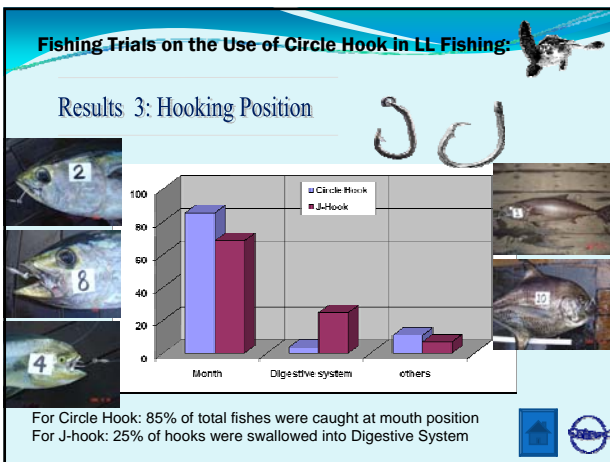 Fishing Trials on the Use of Circle Hook in LL Fishing:
Results 3: Hooking Position
2
8
4
10
Circle Hook
J-Hook
100
80
60
40
20
0
Month
Digestive system
others
For Circle Hook: 85% of total fishes were caught at mouth position
For J-hook: 25% of hooks were swallowed into Digestive System